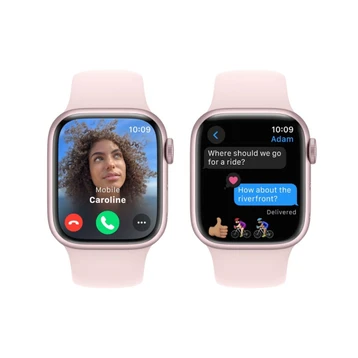 10:09
Mobile
Caroline
10:09
Adam
Where should we go
for a ride?
How about the
riverfront?
Delivered